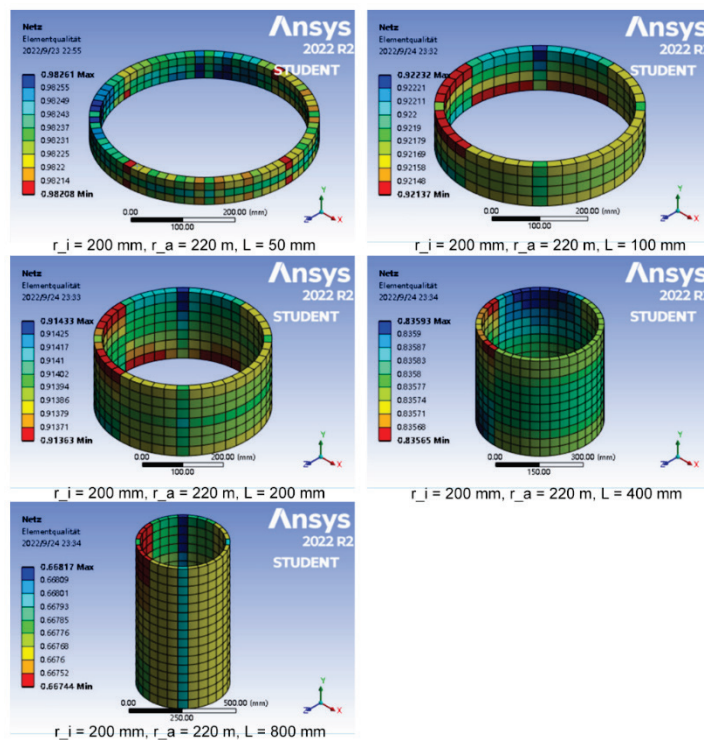 Netz
Elementqualität
2022/9/23 22:55
0.98261 Max
0.98255
0.98249
0.98243
0.98237
0.98231
0.98225
0.9822
0.98214
0.98208 Min
Ansys
2022 R2
STUDENT
0.00 200.00 (mm)
100.00
Y
Z X
r_i = 200 mm, r_a = 220 m, L = 50 mm
Netz
Elementqualität
2022/9/24 23:32
0.92232 Max
0.92221
0.92211
0.922
0.9219
0.92179
0.92169
0.92158
0.92148
0.92137 Min
Ansys
2022 R2
STUDENT
0.00 200.00 (mm)
100.00
Y
Z X
r_i = 200 mm, r_a = 220 m, L = 100 mm
Netz
Elementqualität
2022/9/24 23:33
0.91433 Max
0.91425
0.91417
0.9141
0.91402
0.91394
0.91386
0.91379
0.91371
0.91363 Min
Ansys
2022 R2
STUDENT
0.00 200.00 (mm)
100.00
Y
Z X
r_i = 200 mm, r_a = 220 m, L = 200 mm
Netz
Elementqualität
2022/9/24 23:34
0.83593 Max
0.8359
0.83587
0.83583
0.8358
0.83577
0.83574
0.83571
0.83568
0.83565 Min
Ansys
2022 R2
STUDENT
0.00 300.00 (mm)
150.00
Y
Z X
r_i = 200 mm, r_a = 220 m, L = 400 mm
Netz
Elementqualität
2022/9/24 23:34
0.66817 Max
0.66809
0.66801
0.66793
0.66785
0.66776
0.66768
0.6676
0.66752
0.66744 Min
Ansys
2022 R2
STUDENT
0.00 500.00 (mm)
250.00
Y
Z X
r_i = 200 mm, r_a = 220 m, L = 800 mm